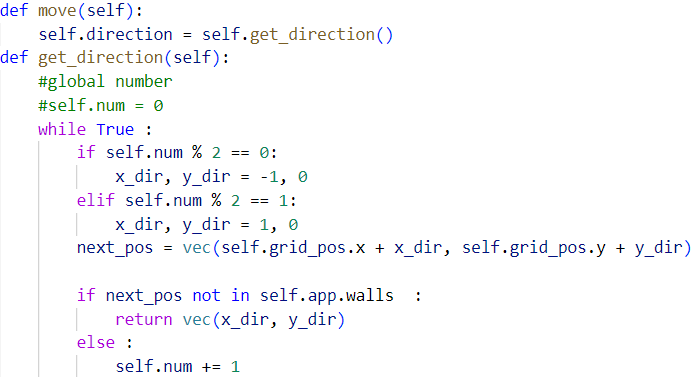 def move(self):
    self.direction = self.get_direction()
def get_direction(self):
    #global number
    #self.num = 0
    while True :
        if self.num % 2 == 0:
            x_dir, y_dir = -1, 0
        elif self.num % 2 == 1:
            x_dir, y_dir = 1, 0
        next_pos = vec(self.grid_pos.x + x_dir, self.grid_pos.y + y_dir)

        if next_pos not in self.app.walls  :
            return vec(x_dir, y_dir)
        else :
            self.num += 1